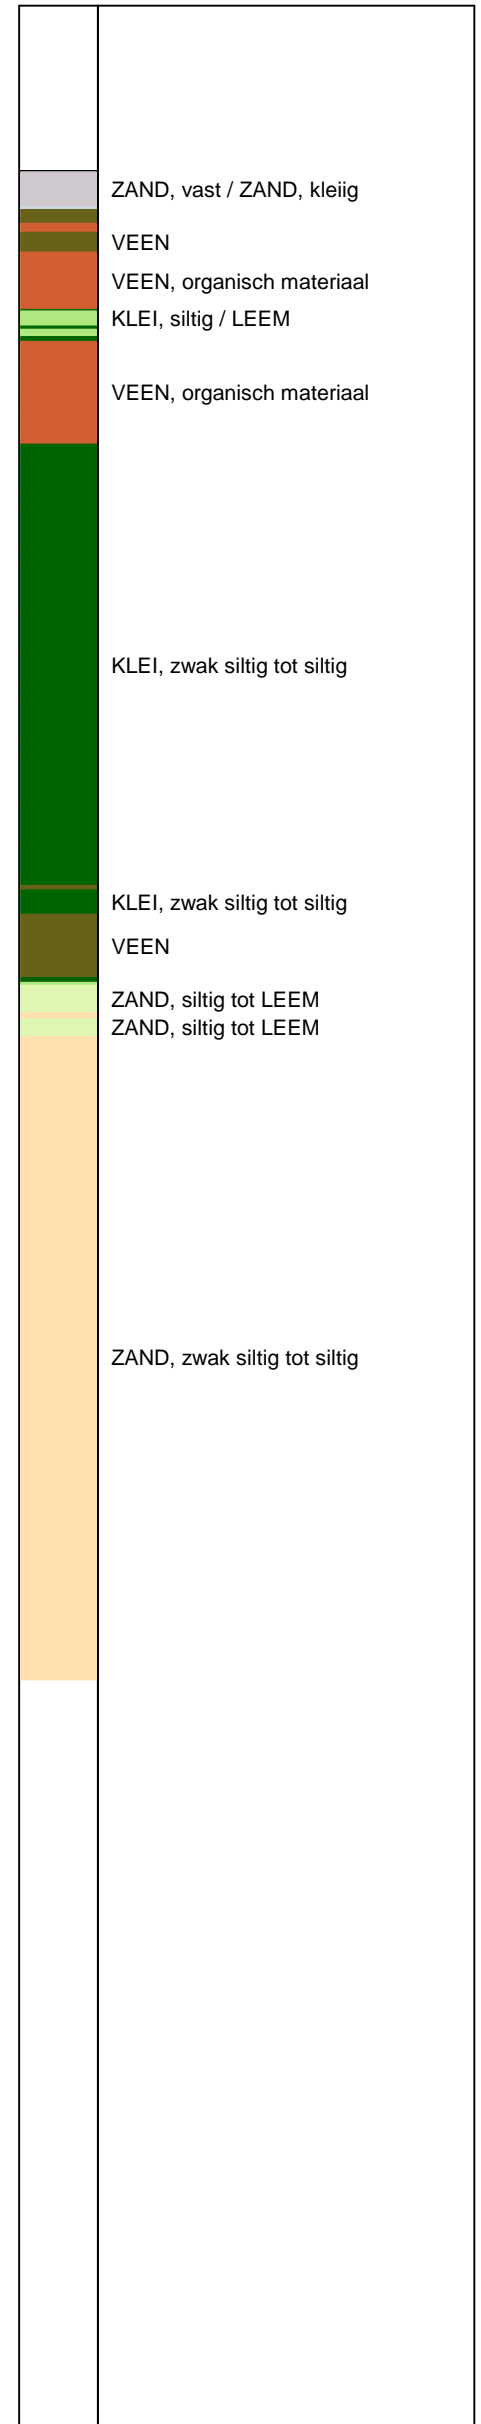 ZAND, vast / ZAND, kleiig
VEEN
VEEN, organisch materiaal
KLEI, siltig / LEEM
VEEN, organisch materiaal
KLEI, zwak siltig tot siltig
KLEI, zwak siltig tot siltig
VEEN
ZAND, siltig tot LEEM
ZAND, siltig tot LEEM
ZAND, zwak siltig tot siltig